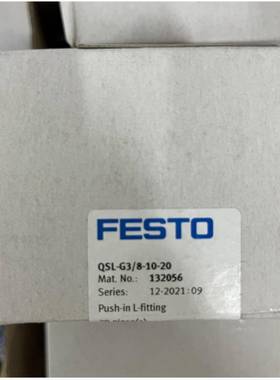 FESTO
QSL-G3/8-10-20
Mat. No.: 132056
Series: 12-2021:09
Push-in L-fitting